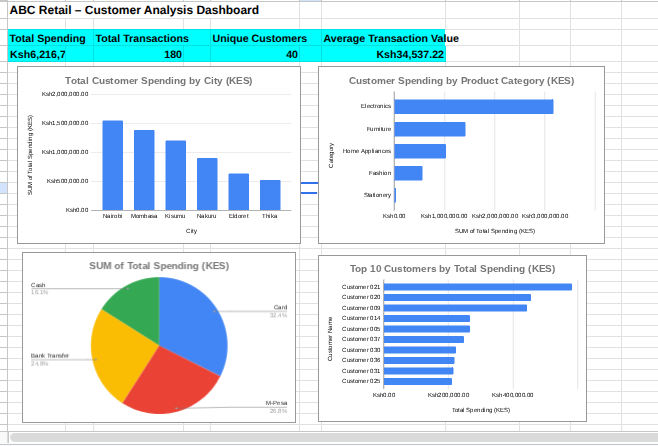 ABC Retail – Customer Analysis Dashboard
Total Spending Total Transactions Unique Customers Average Transaction Value
Ksh6,216,7 180 40 Ksh34,537.22
Total Customer Spending by City (KES)
SUM of Total Spending (KES)
Ksh2,000,000.00
Ksh1,500,000.00
Ksh1,000,000.00
Ksh500,000.00
Ksh0.00
Nairobi Mombasa Kisumu Nakuru Eldoret Thika
City
Customer Spending by Product Category (KES)
Category
Electronics
Furniture
Home Appliances
Fashion
Stationery
Ksh0.00 Ksh1,000,000.00 Ksh2,000,000.00 Ksh3,000,000.00
SUM of Total Spending (KES)
SUM of Total Spending (KES)
Cash
16.1%
Card
32.4%
Bank Transfer
24.8%
M-Pesa
26.8%
Top 10 Customers by Total Spending (KES)
Customer Name
Customer 021
Customer 020
Customer 009
Customer 014
Customer 005
Customer 037
Customer 030
Customer 036
Customer 031
Customer 025
Ksh0.00 Ksh200,000.00 Ksh400,000.00
Total Spending (KES)